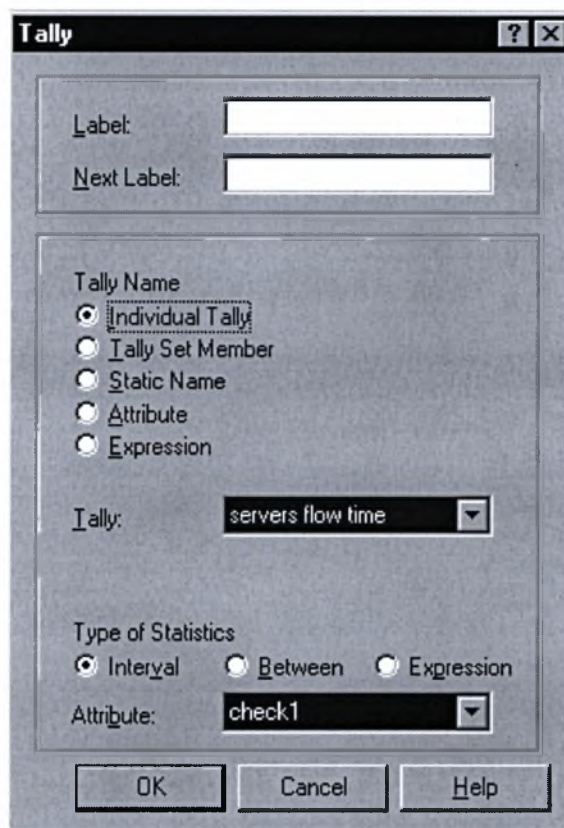 Tally
Label:
Next Label:
Tally Name
Individual Tally
Tally Set Member
Static Name
Attribute
Expression
Tally: servers flow time
Type of Statistics
Interval Between Expression
Attribute: check1
OK Cancel Help